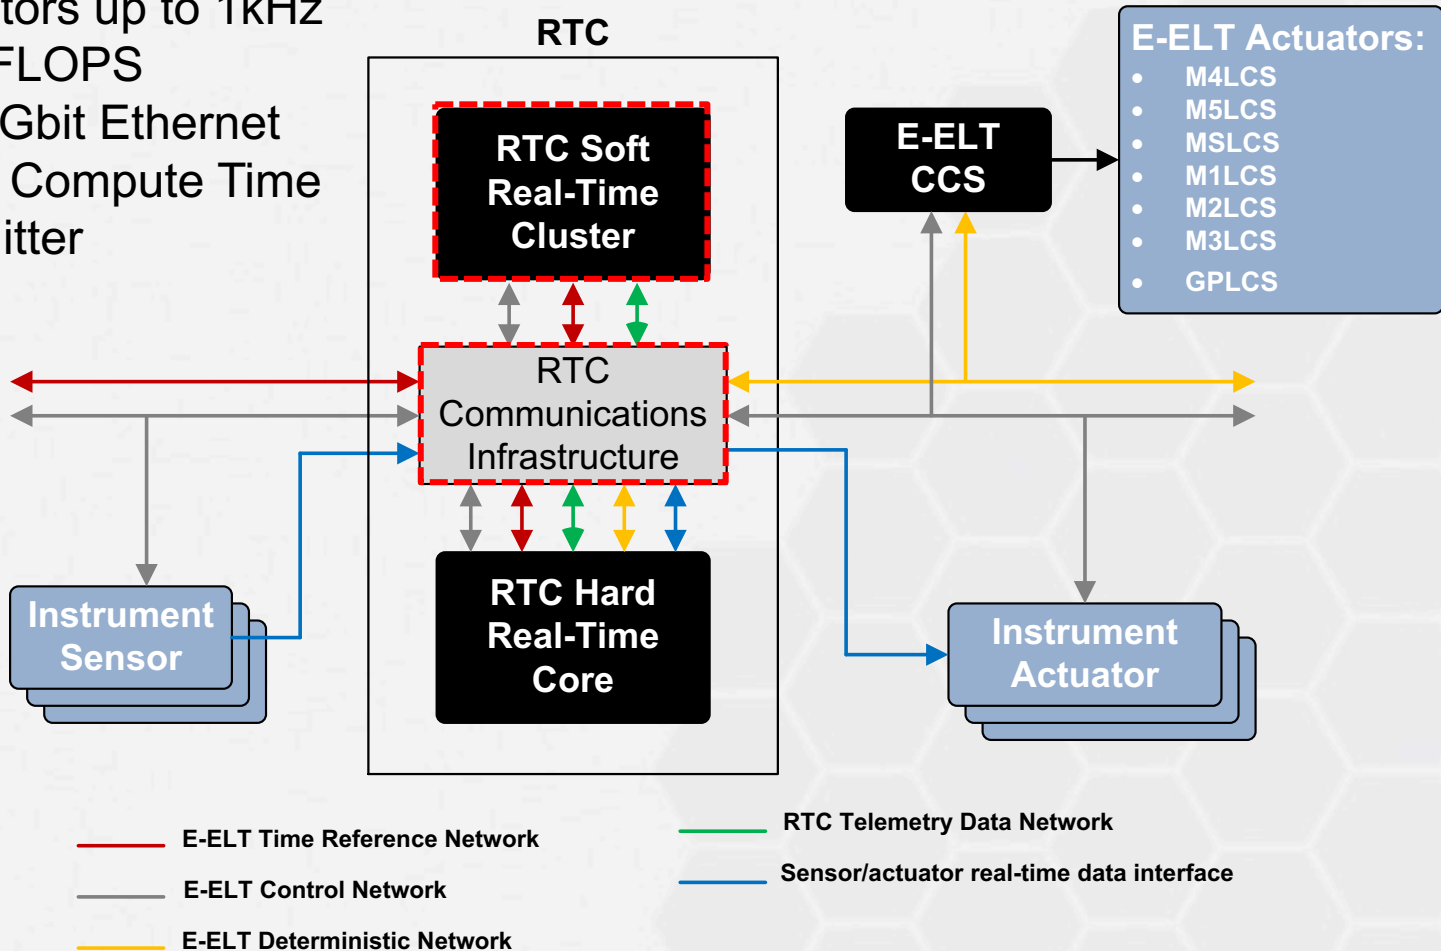 tors up to 1kHz
FLOPS
Gbit Ethernet
Compute Time
itter
RTC
RTC Soft
Real-Time
Cluster
RTC
Communications
Infrastructure
RTC Hard
Real-Time
Core
E-ELT
CCS
E-ELT Actuators:
• M4LCS
• M5LCS
• MSLCS
• M1LCS
• M2LCS
• M3LCS
• GPLCS
Instrument
Sensor
Instrument
Actuator
E-ELT Time Reference Network
E-ELT Control Network
E-ELT Deterministic Network
RTC Telemetry Data Network
Sensor/actuator real-time data interface